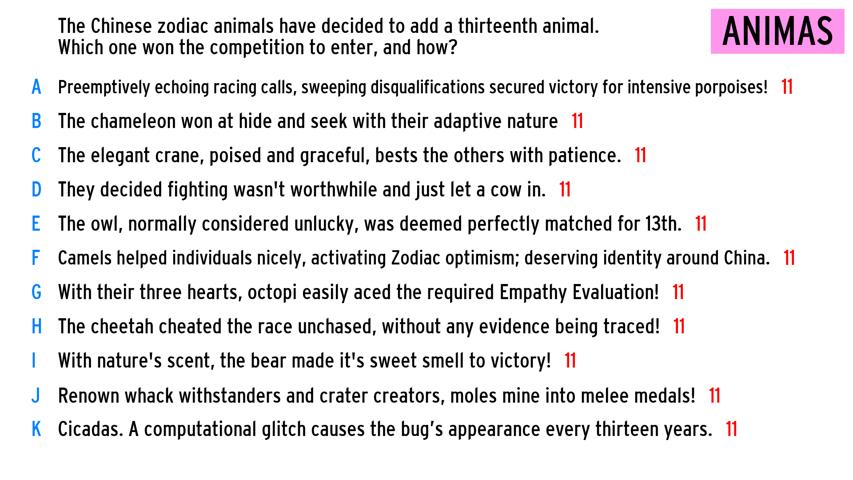 The Chinese zodiac animals have decided to add a thirteenth animal.
Which one won the competition to enter, and how?
ANIMAS
A Preemptively echoing racing calls, sweeping disqualifications secured victory for intensive porpoises! 11
B The chameleon won at hide and seek with their adaptive nature 11
C The elegant crane, poised and graceful, bests the others with patience. 11
D They decided fighting wasn't worthwhile and just let a cow in. 11
E The owl, normally considered unlucky, was deemed perfectly matched for 13th. 11
F Camels helped individuals nicely, activating Zodiac optimism; deserving identity around China. 11
G With their three hearts, octopi easily aced the required Empathy Evaluation! 11
H The cheetah cheated the race unchased, without any evidence being traced! 11
I With nature's scent, the bear made it's sweet smell to victory! 11
J Renown whack withstanders and crater creators, moles mine into melee medals! 11
K Cicadas. A computational glitch causes the bug's appearance every thirteen years. 11